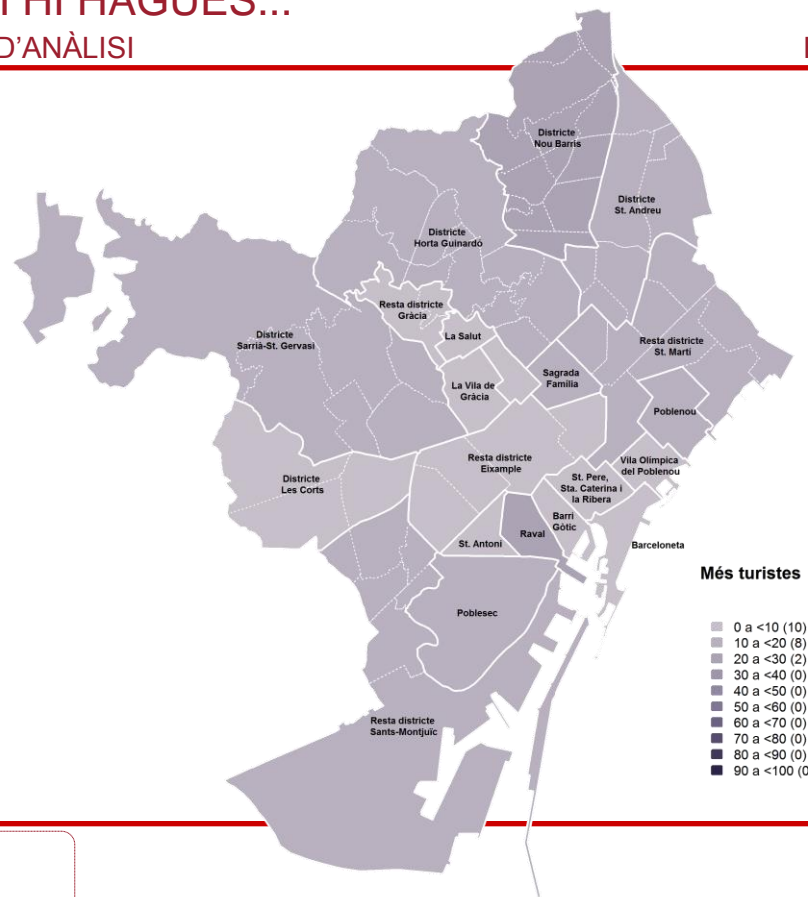 I HI HAGUÉS...
D'ANÀLISI
Districte
Nou Barris
Districte
St. Andreu
Districte
Horta Guinardó
Resta districte
Gràcia
La Salut
Districte
Sarrià-St. Gervasi
Resta districte
St. Martí
Sagrada
Família
La Vila de
Gràcia
Poblenou
Resta districte
Eixample
Vila Olímpica
del Poblenou
Districte
Les Corts
St. Pere,
Sta. Caterina i
la Ribera
Barri
Gòtic
Raval
St. Antoni
Barceloneta
Més turistes
Poblesec
0 a <10 (10)
10 a <20 (8)
20 a <30 (2)
30 a <40 (0)
40 a <50 (0)
50 a <60 (0)
60 a <70 (0)
70 a <80 (0)
80 a <90 (0)
90 a <100 (0
Resta districte
Sants-Montjuïc